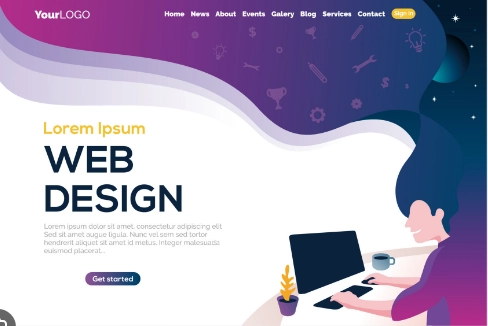 YourLOGO
Home News About Events Galery Blog Services Contact Sign In
Lorem Ipsum
WEB
DESIGN
Lorem ipsum dolor sit amet, consectetur adipiscing elit
Sed sit amet augue ligula. Nunc vel sem commodo,
hendrerit aliquet sit amet id metus. Integer malesuada
euismod placerat...
Get started